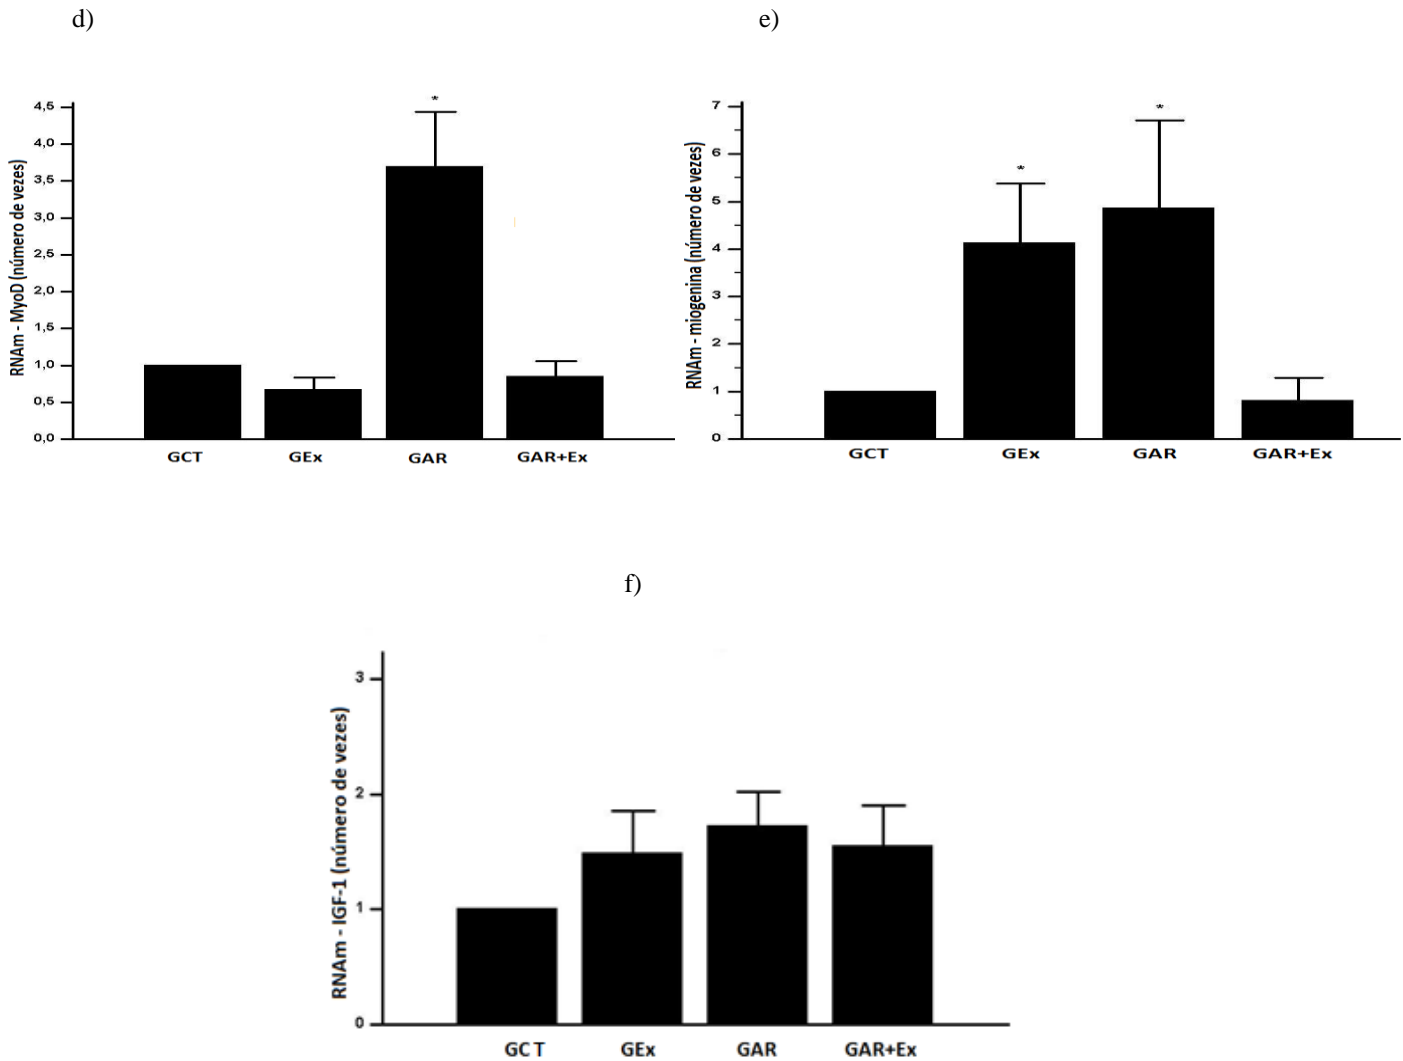 d)
e)
RNAm - MyoD (número de vezes)
4,5
4,0
3,5
3,0
2,5
2,0
1,5
1,0
0,5
0,0
*
GCT GEx GAR GAR+Ex
RNAm - miogenina (número de vezes)
7
6
5
4
3
2
1
0
*
*
GCT GEx GAR GAR+Ex
f)
RNAm - IGF-1 (número de vezes)
3
2
1
0
GCT GEx GAR GAR+Ex